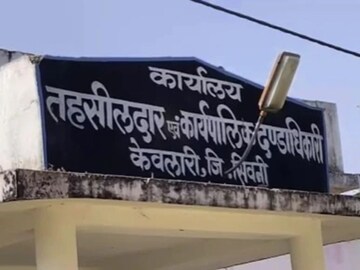 कार्यालय
तहसीलदार एवं कार्यपालिक दण्डाधिकारी
केवलारी, जि सिवनी